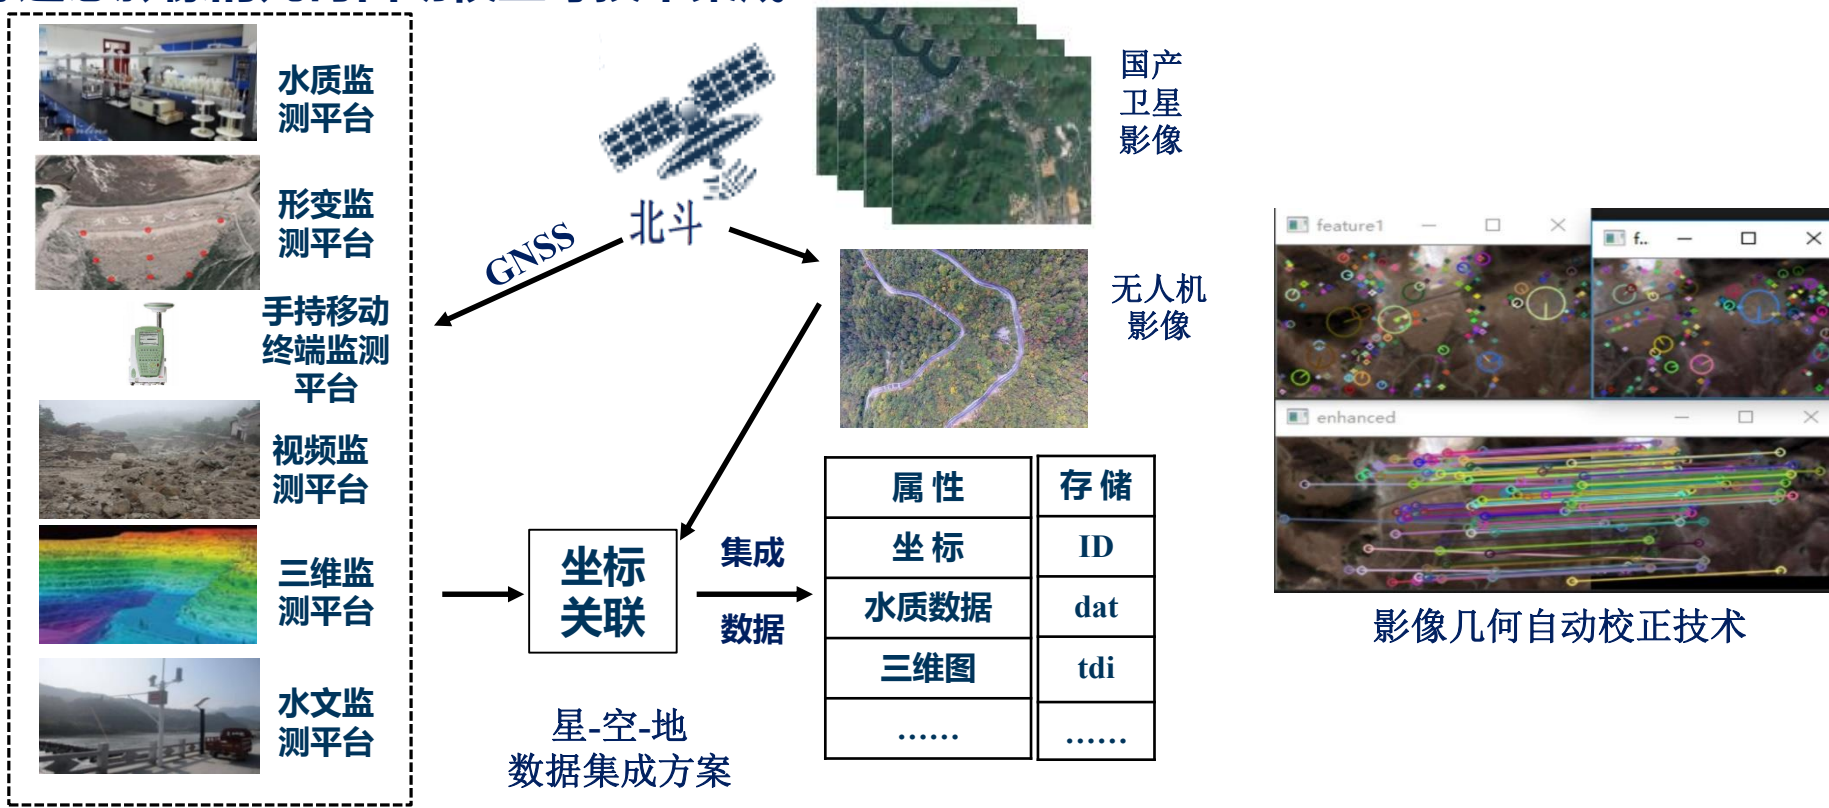 水质监
测平台
形变监
测平台
手持移动
终端监测
平台
视频监
测平台
三维监
测平台
水文监
测平台
北斗
GNSS
国产
卫星
影像
无人机
影像
坐标
关联
集成
数据
属性 存储
坐标 ID
水质数据 dat
三维图 tdi
…… ……
星-空-地
数据集成方案
feature1
f..
enhanced
影像几何自动校正技术